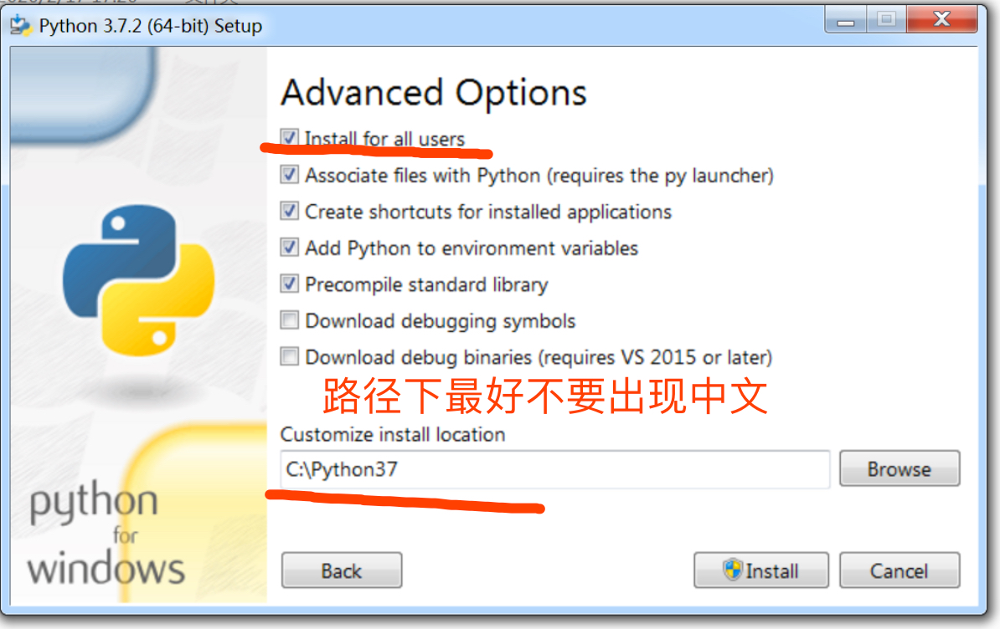 Python 3.7.2 (64-bit) Setup
Advanced Options
Install for all users
Associate files with Python (requires the py launcher)
Create shortcuts for installed applications
Add Python to environment variables
Precompile standard library
Download debugging symbols
Download debug binaries (requires VS 2015 or later)
路径下最好不要出现中文
Customize install location
C:\Python37
Browse
python
for
windows
Back
Install
Cancel